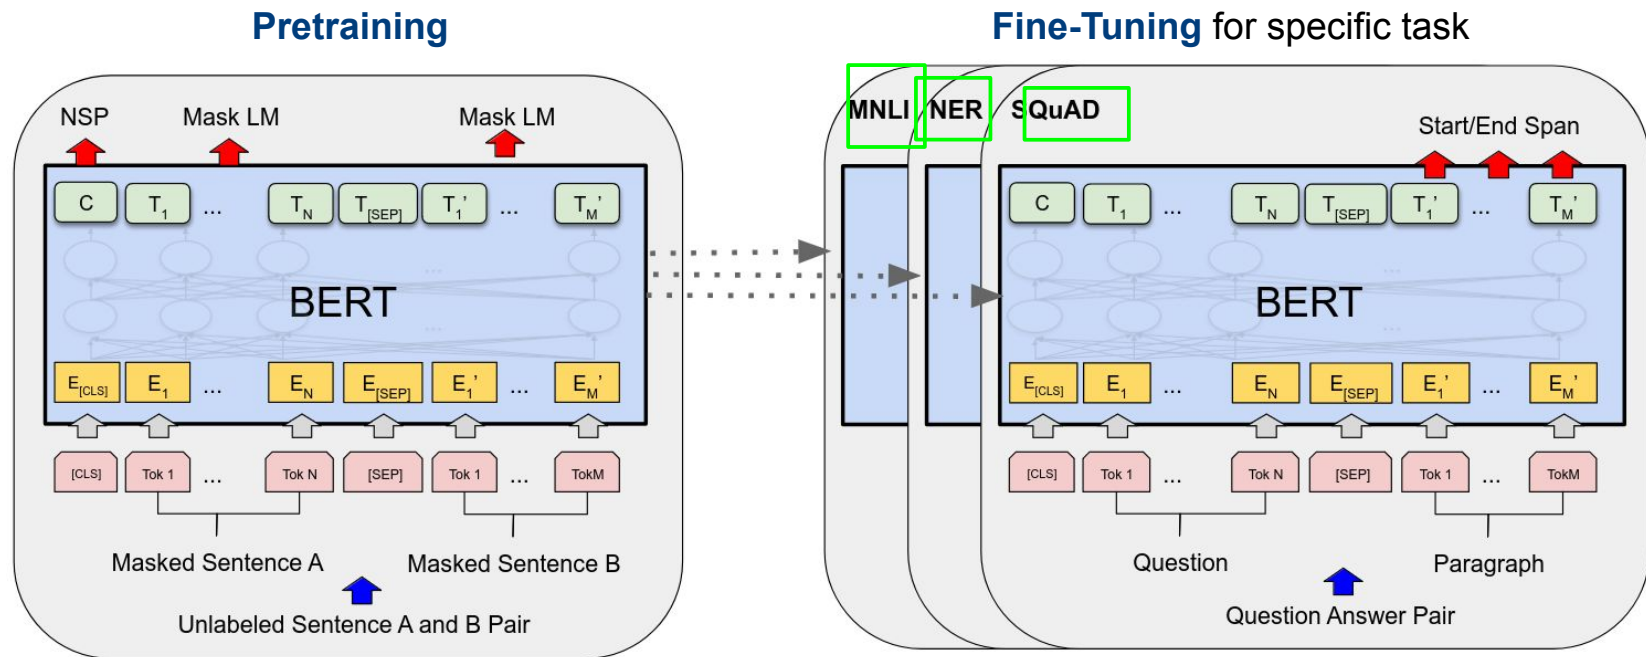 Pretraining
Fine-Tuning for specific task
NSP Mask LM Mask LM
C T1 ... TN T[SEP] T1' ... TM'
...
BERT
...
E[CLS] E1 ... EN E[SEP] E1' ... EM'
[CLS] Tok 1 ... Tok N [SEP] Tok 1 ... TokM
Masked Sentence A Masked Sentence B
Unlabeled Sentence A and B Pair
MNLI NER SQuAD
Start/End Span
C T1 ... TN T[SEP] T1' ... TM'
...
BERT
...
E[CLS] E1 ... EN E[SEP] E1' ... EM'
[CLS] Tok 1 ... Tok N [SEP] Tok 1 ... TokM
Question Paragraph
Question Answer Pair